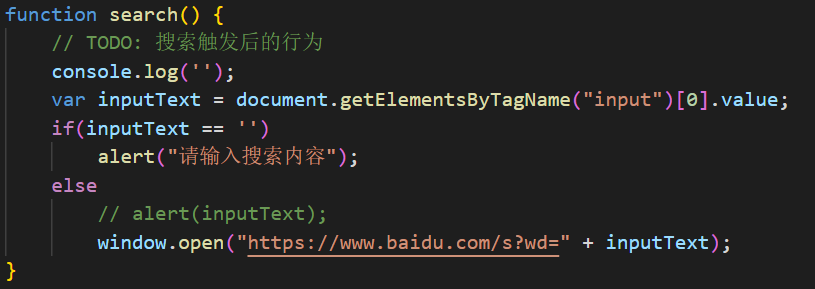 function search() {
// TODO: 搜索触发后的行为
console.log('');
var inputText = document.getElementsByTagName("input")[0].value;
if(inputText == '')
alert("请输入搜索内容");
else
// alert(inputText);
window.open("https://www.baidu.com/s?wd=" + inputText);
}